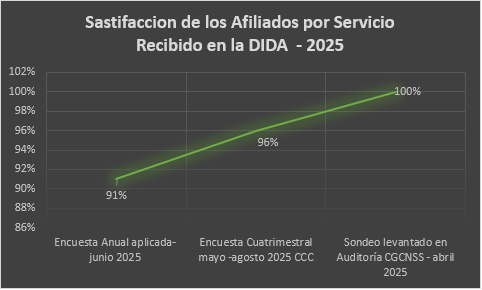 Sastifaccion de los Afiliados por Servicio
Recibido en la DIDA - 2025
102%
100%
98%
96%
94%
92%
90%
88%
86%
91%
96%
100%
Encuesta Anual aplicada-
junio 2025
Encuesta Cuatrimestral
mayo -agosto 2025 CCC
Sondeo levantado en
Auditoría CGCNSS - abril
2025